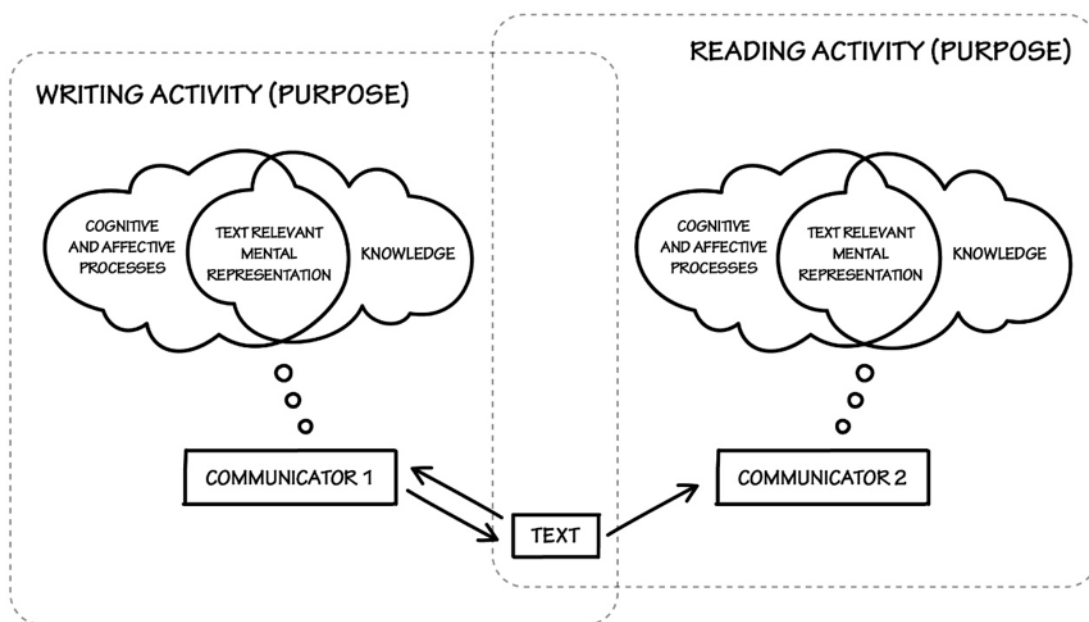 READING ACTIVITY (PURPOSE)
WRITING ACTIVITY (PURPOSE)
COGNITIVE
AND AFFECTIVE
PROCESSES
TEXT RELEVANT
MENTAL
REPRESENTATION
KNOWLEDGE
COGNITIVE
AND AFFECTIVE
PROCESSES
TEXT RELEVANT
MENTAL
REPRESENTATION
KNOWLEDGE
COMMUNICATOR 1
COMMUNICATOR 2
TEXT